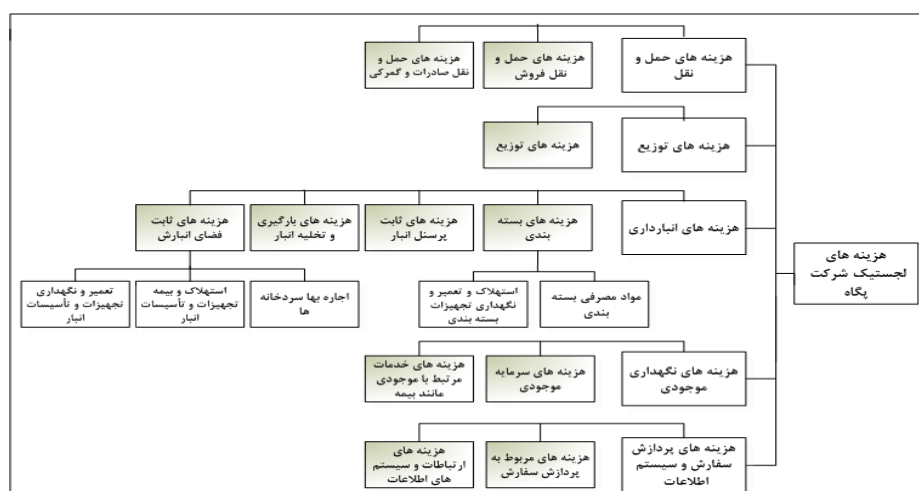 هزینه های
لجستیک شرکت
پگاه
هزینه های حمل و
نقل
هزینه های حمل و
نقل فروش
هزینه های حمل و
نقل صادرات و گمرکی
هزینه های توزیع
هزینه های توزیع
هزینه های انبارداری
هزینه های بسته
بندی
هزینه های ثابت
پرسنل انبار
هزینه های بارگیری
و تخلیه انبار
هزینه های ثابت
فضای انبارش
مواد مصرفی بسته
بندی
استهلاک و تعمیر و
نگهداری تجهیزات
بسته بندی
اجاره بها سردخانه
ها
استهلاک و بیمه
تجهیزات و تأسیسات
انبار
تعمیر و نگهداری
تجهیزات و تأسیسات
انبار
هزینه های نگهداری
موجودی
هزینه های سرمایه
موجودی
هزینه های خدمات
مرتبط با موجودی
مانند بیمه
هزینه های پردازش
سفارش و سیستم
اطلاعات
هزینه های مربوط به
پردازش سفارش
هزینه های
ارتباطات و سیستم
های اطلاعات